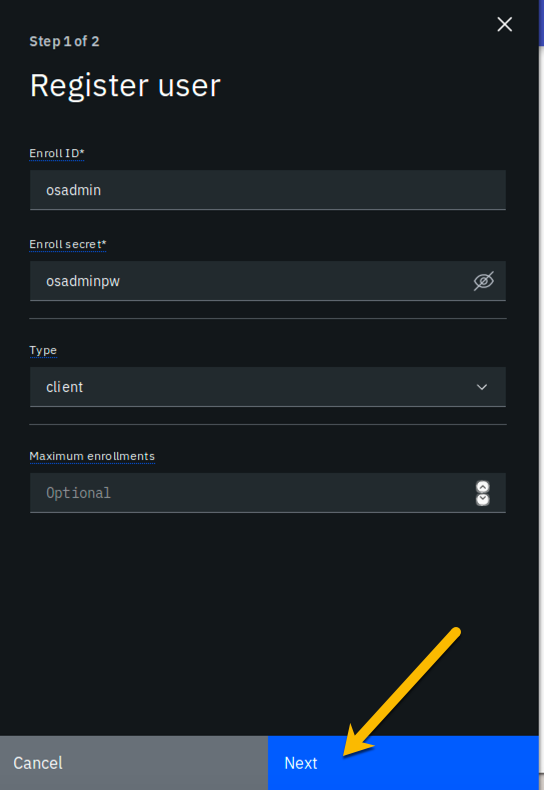 Step 1 of 2
Register user
Enroll ID*
osadmin
Enroll secret*
osadminpw
Type
client
Maximum enrollments
Optional
Cancel
Next